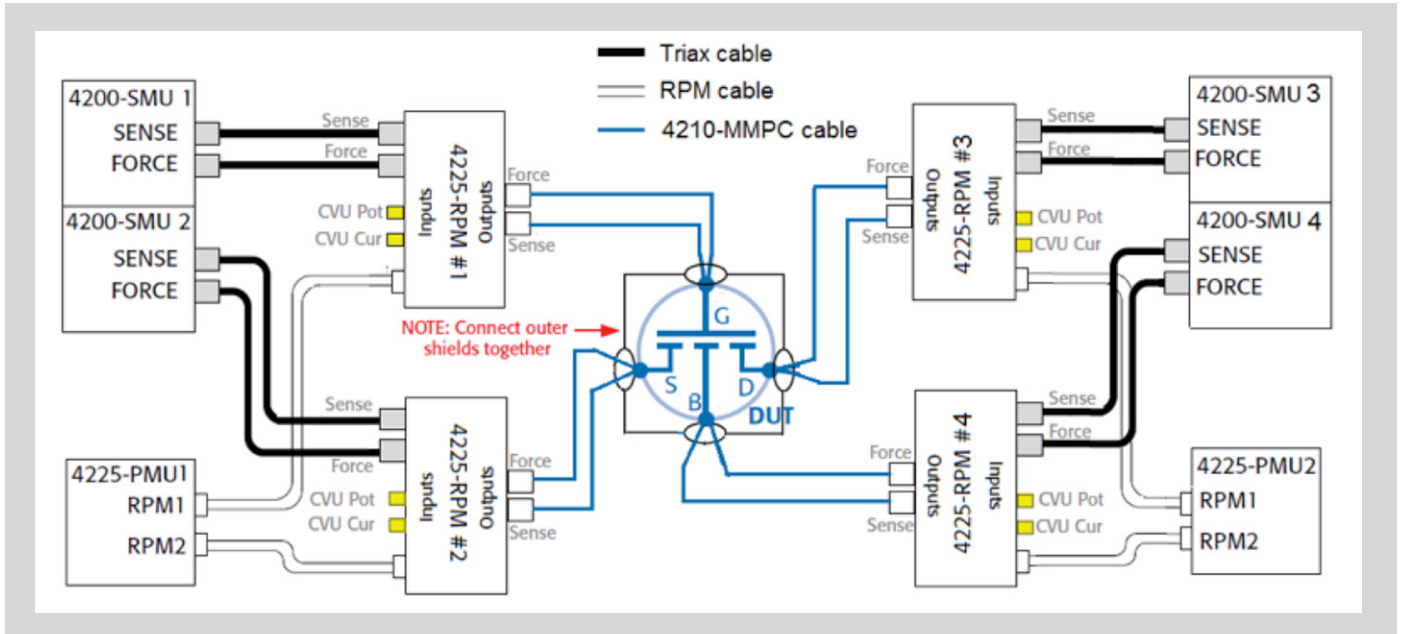 Triax cable
RPM cable
4210-MMPC cable
4200-SMU 1
SENSE
FORCE
4200-SMU 2
SENSE
FORCE
4225-PMU1
RPM1
RPM2
Sense
Force
CVU Pot
CVU Cur
Inputs
4225-RPM #1
Outputs
Force
Sense
Sense
Force
CVU Pot
CVU Cur
Inputs
4225-RPM #2
Outputs
Force
Sense
NOTE: Connect outer
shields together
G
S
D
B
DUT
Force
Sense
Outputs
4225-RPM #3
Inputs
Sense
Force
CVU Pot
CVU Cur
Force
Sense
Outputs
4225-RPM #4
Inputs
Sense
Force
CVU Pot
CVU Cur
4200-SMU 3
SENSE
FORCE
4200-SMU 4
SENSE
FORCE
4225-PMU2
RPM1
RPM2